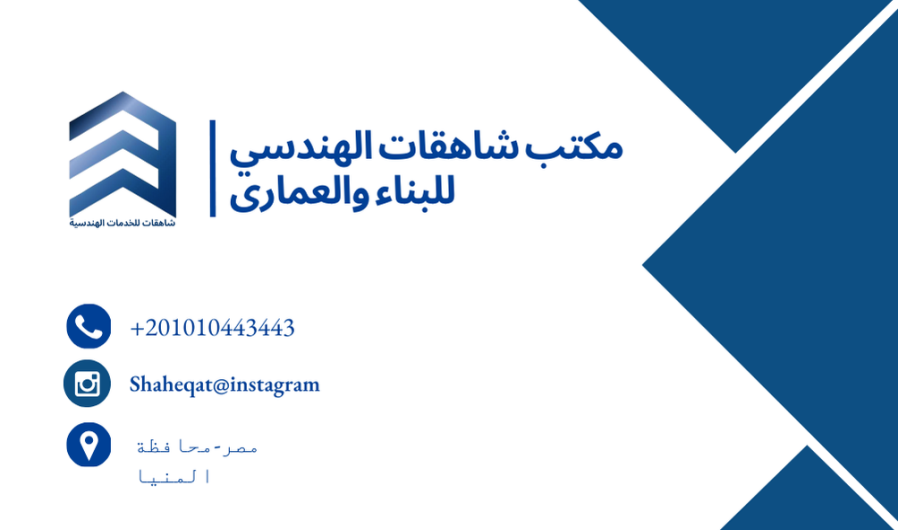 مكتب شاهقات الهندسي
للبناء والعمارى
شاهقات للخدمات الهندسية
+201010443443
Shaheqat@instagram
مصر-محافظة
المنيا